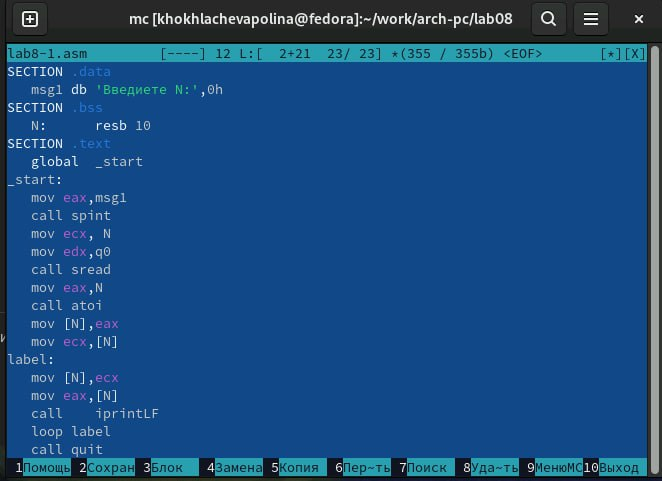 mc [khokhlachevapolina@fedora]:~/work/arch-pc/lab08
lab8-1.asm [----] 12 L:[ 2+21 23/ 23] *(355 / 355b) <EOF> [*][X]
SECTION .data
msg1 db 'Введиете N:',0h
SECTION .bss
N: resb 10
SECTION .text
global _start
_start:
mov eax,msg1
call spint
mov ecx, N
mov edx,q0
call sread
mov eax,N
call atoi
mov [N],eax
mov ecx,[N]
label:
mov [N],ecx
mov eax,[N]
call iprintLF
loop label
call quit
1Помощь 2Сохран 3Блок 4Замена 5Копия 6Пер~ть 7Поиск 8Уда~ть 9МенюМС 10Выход